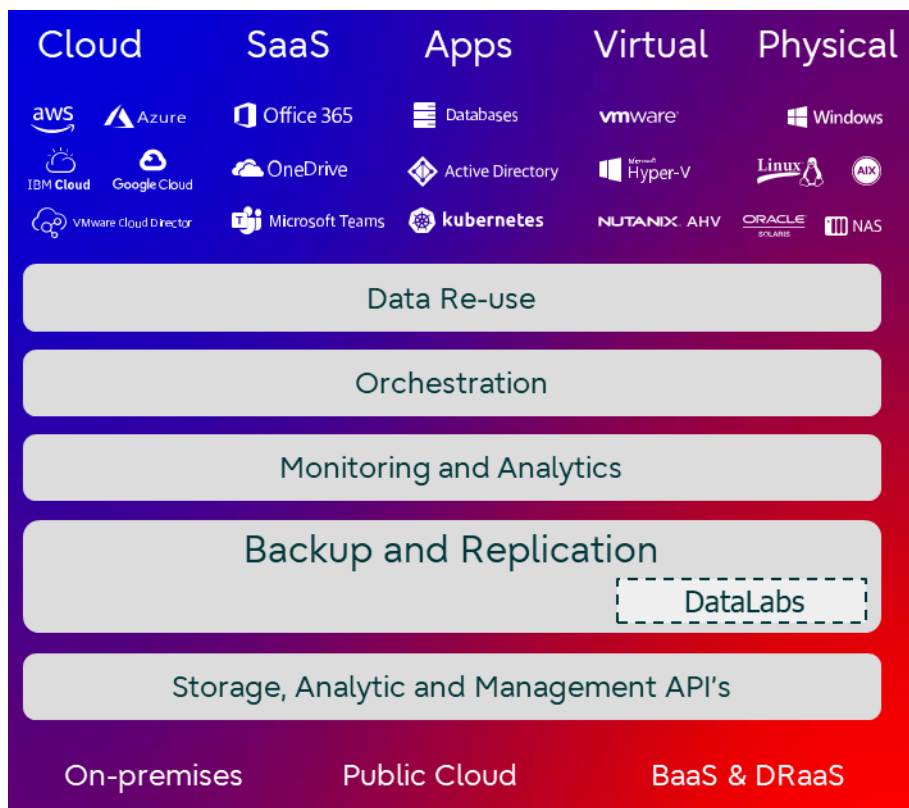 Cloud SaaS Apps Virtual Physical
aws Azure Office 365 Databases vmware Windows
IBM Cloud Google Cloud OneDrive Active Directory Microsoft Hyper-V Linux AIX
VMware Cloud Director Microsoft Teams kubernetes NUTANIX AHV ORACLE SOLARIS NAS
Data Re-use
Orchestration
Monitoring and Analytics
Backup and Replication
DataLabs
Storage, Analytic and Management API's
On-premises Public Cloud BaaS & DRaaS